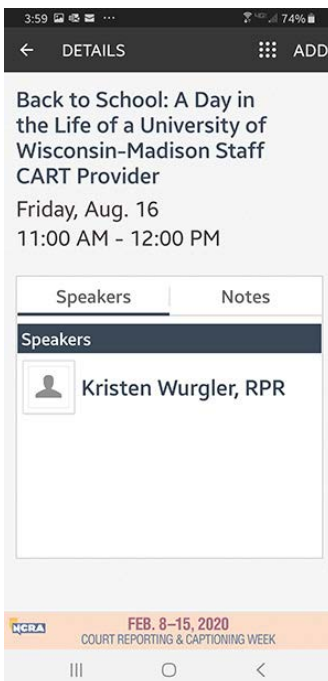 3:59 ... 74%
DETAILS ADD
Back to School: A Day in
the Life of a University of
Wisconsin-Madison Staff
CART Provider
Friday, Aug. 16
11:00 AM - 12:00 PM
Speakers Notes
Speakers
Kristen Wurgler, RPR
NCRA FEB. 8–15, 2020
COURT REPORTING & CAPTIONING WEEK